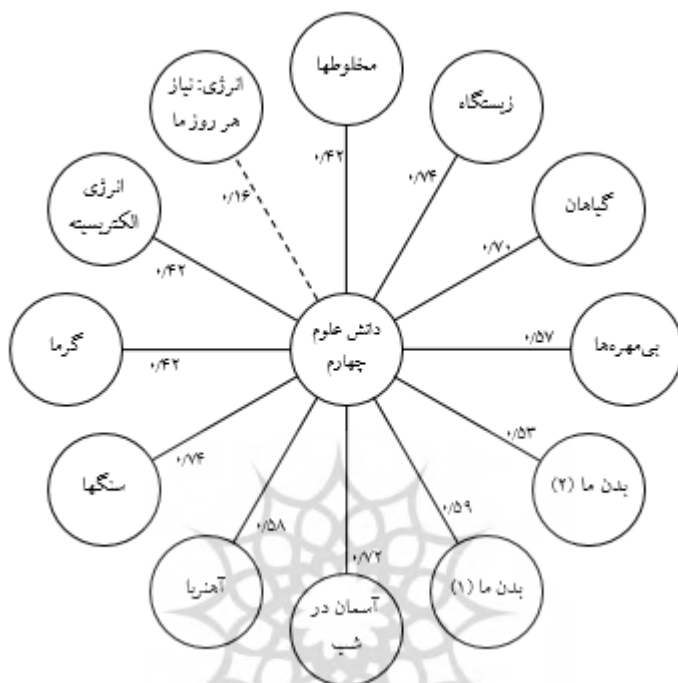 مخلوطها
۰/۴۲
زیستگاه
۰/۷۴
گیاهان
۰/۷۰
بی‌مهره‌ها
۰/۵۷
بدن ما (۲)
۰/۵۳
بدن ما (۱)
۰/۵۹
آسمان در
شب
۰/۷۲
آهنربا
۰/۵۸
سنگها
۰/۷۴
گرما
۰/۴۲
انرژی
الکتریسیته
۰/۴۲
انرژی: نیاز
هر روز ما
۰/۱۶
دانش علوم
چهارم